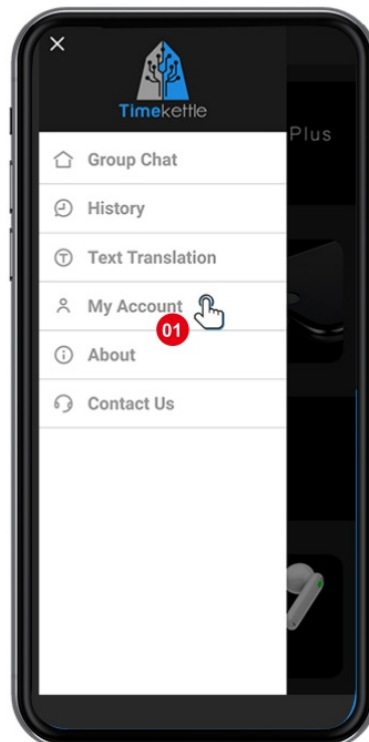 Timekettle
Plus
Group Chat
History
Text Translation
My Account
01
About
Contact Us